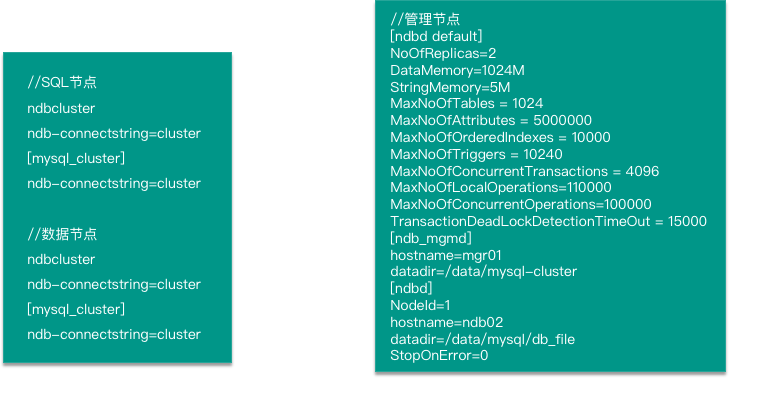 //SQL节点
ndbcluster
ndb-connectstring=cluster
[mysql_cluster]
ndb-connectstring=cluster
//数据节点
ndbcluster
ndb-connectstring=cluster
[mysql_cluster]
ndb-connectstring=cluster
//管理节点
[ndbd default]
NoOfReplicas=2
DataMemory=1024M
StringMemory=5M
MaxNoOfTables = 1024
MaxNoOfAttributes = 5000000
MaxNoOfOrderedIndexes = 10000
MaxNoOfTriggers = 10240
MaxNoOfConcurrentTransactions = 4096
MaxNoOfLocalOperations=110000
MaxNoOfConcurrentOperations=100000
TransactionDeadLockDetectionTimeOut = 15000
[ndb_mgmd]
hostname=mgr01
datadir=/data/mysql-cluster
[ndbd]
NodeId=1
hostname=ndb02
datadir=/data/mysql/db_file
StopOnError=0